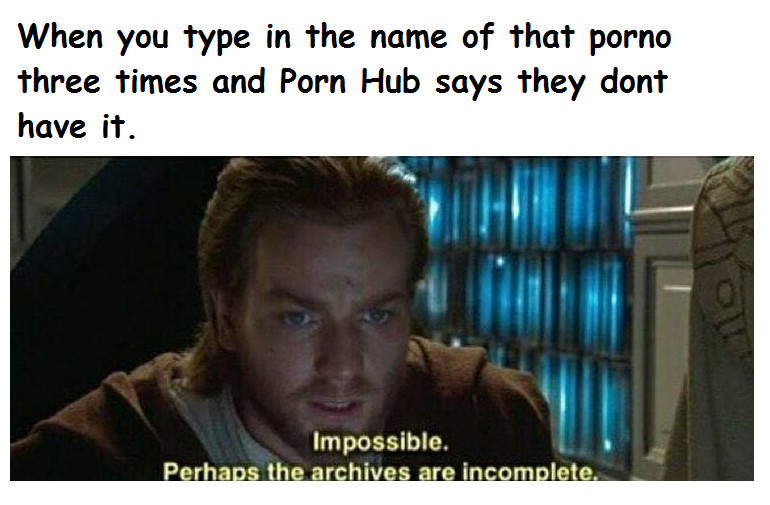 When you type in the name of that porno
three times and Porn Hub says they dont
have it.
Impossible.
Perhaps the archives are incomplete.